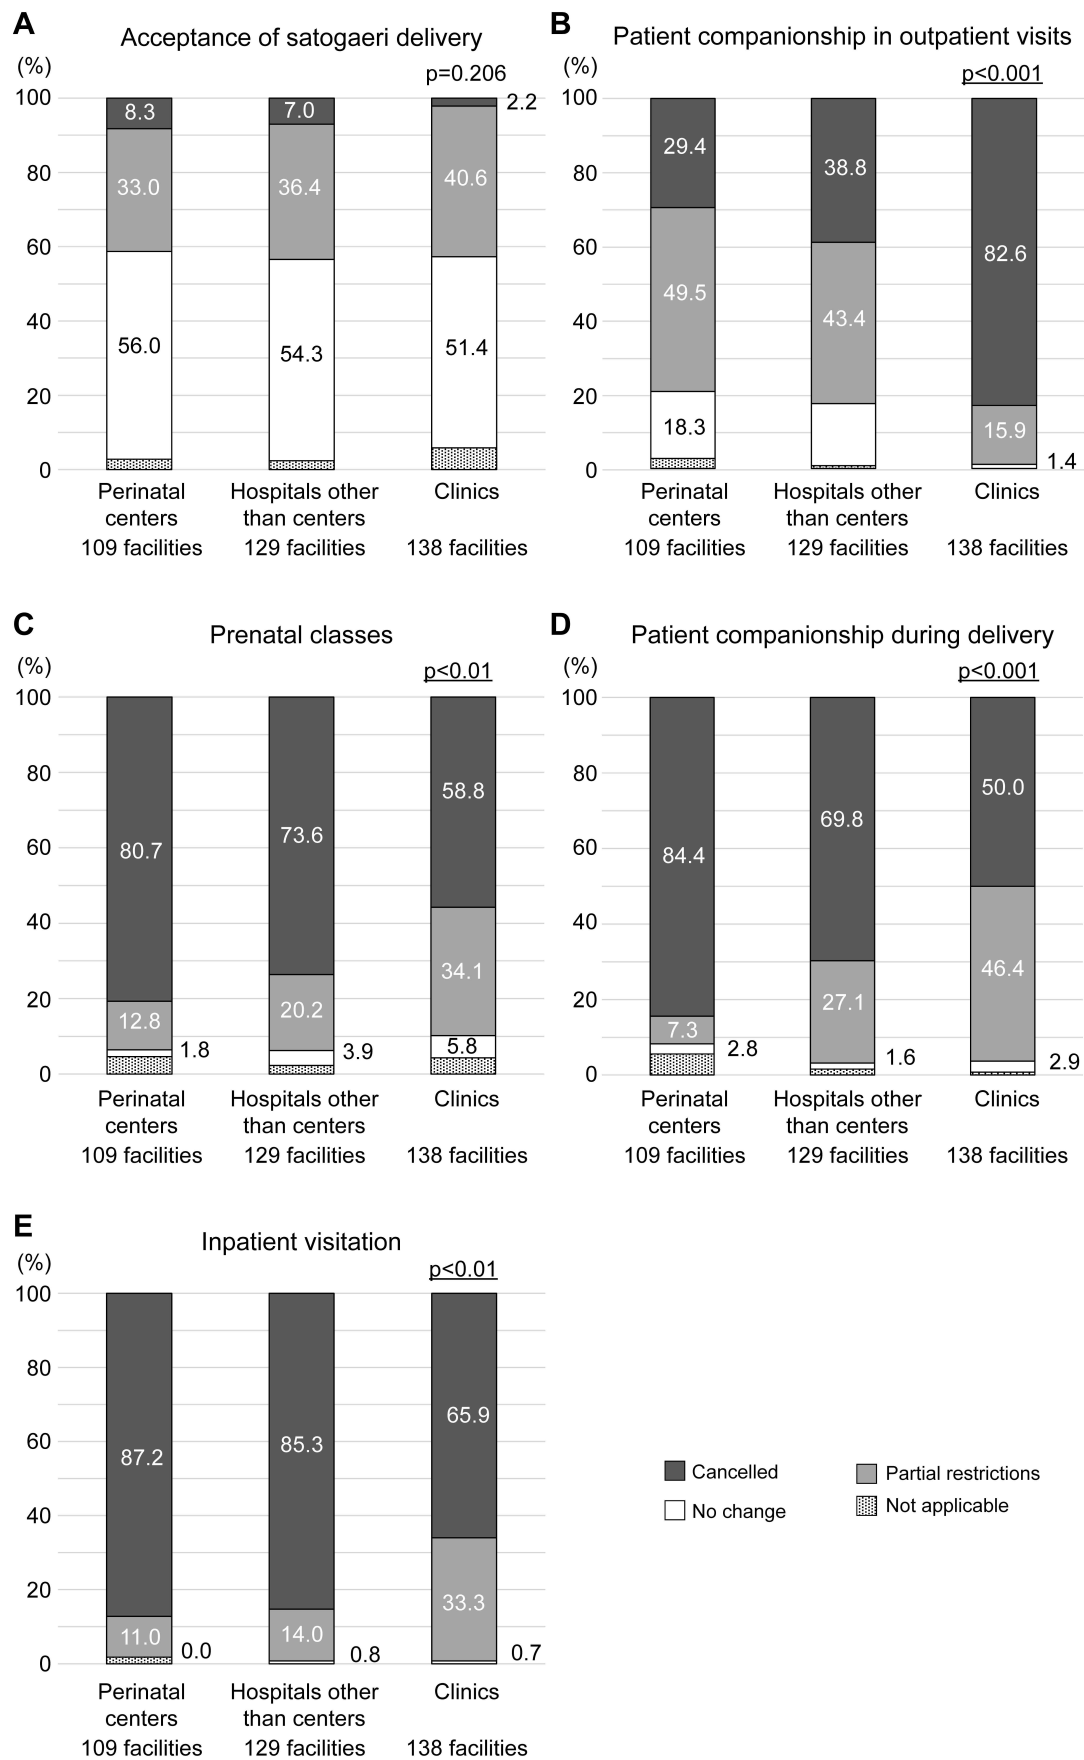 A
Acceptance of satogaeri delivery
(%)
p=0.206
100
80
60
40
20
0
8.3
33.0
56.0
7.0
36.4
54.3
2.2
40.6
51.4
Perinatal
centers
109 facilities
Hospitals other
than centers
129 facilities
Clinics
138 facilities
B
Patient companionship in outpatient visits
(%)
p<0.001
100
80
60
40
20
0
29.4
49.5
18.3
38.8
43.4
82.6
15.9
1.4
Perinatal
centers
109 facilities
Hospitals other
than centers
129 facilities
Clinics
138 facilities
C
Prenatal classes
(%)
p<0.01
100
80
60
40
20
0
80.7
12.8
1.8
73.6
20.2
3.9
58.8
34.1
5.8
Perinatal
centers
109 facilities
Hospitals other
than centers
129 facilities
Clinics
138 facilities
D
Patient companionship during delivery
(%)
p<0.001
100
80
60
40
20
0
84.4
7.3
2.8
69.8
27.1
1.6
50.0
46.4
2.9
Perinatal
centers
109 facilities
Hospitals other
than centers
129 facilities
Clinics
138 facilities
E
Inpatient visitation
(%)
p<0.01
100
80
60
40
20
0
87.2
11.0
0.0
85.3
14.0
0.8
65.9
33.3
0.7
Perinatal
centers
109 facilities
Hospitals other
than centers
129 facilities
Clinics
138 facilities
Cancelled
Partial restrictions
No change
Not applicable